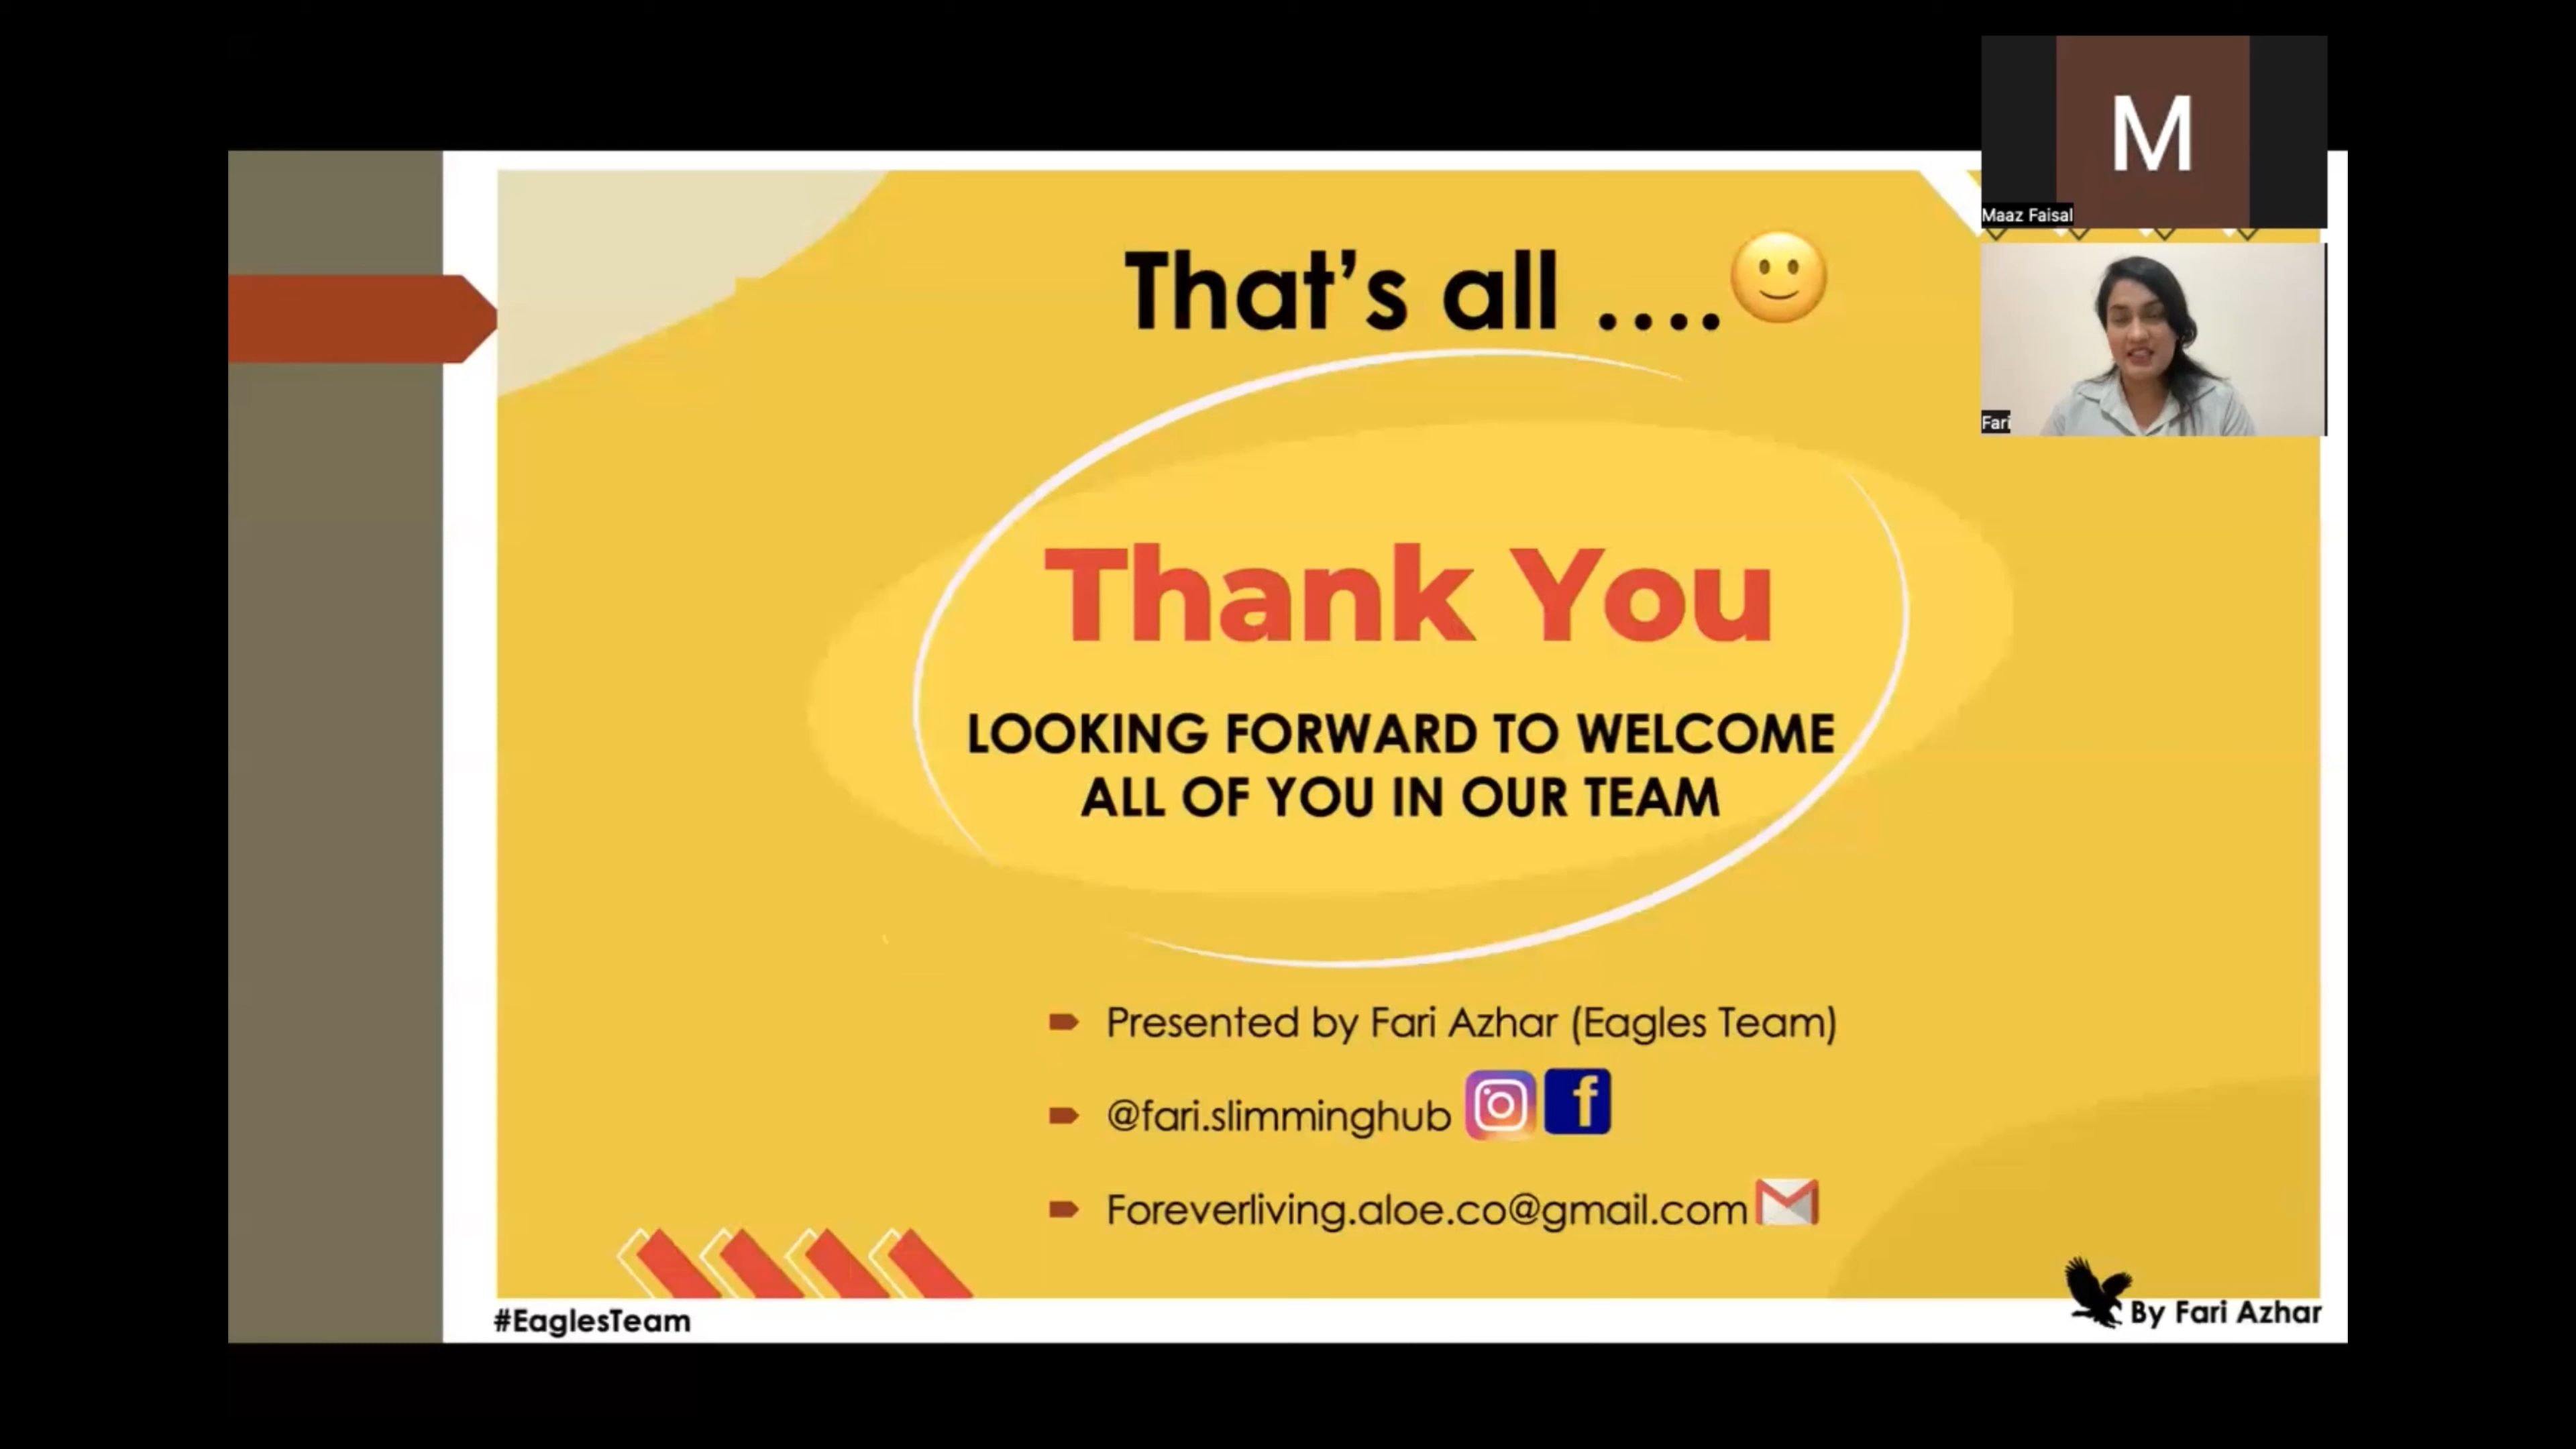 M
Maaz Faisal
Fari
That's all ....
Thank You
LOOKING FORWARD TO WELCOME
ALL OF YOU IN OUR TEAM
Presented by Fari Azhar (Eagles Team)
@fari.slimminghub
f
Foreverliving.aloe.co@gmail.com
#EaglesTeam
By Fari Azhar